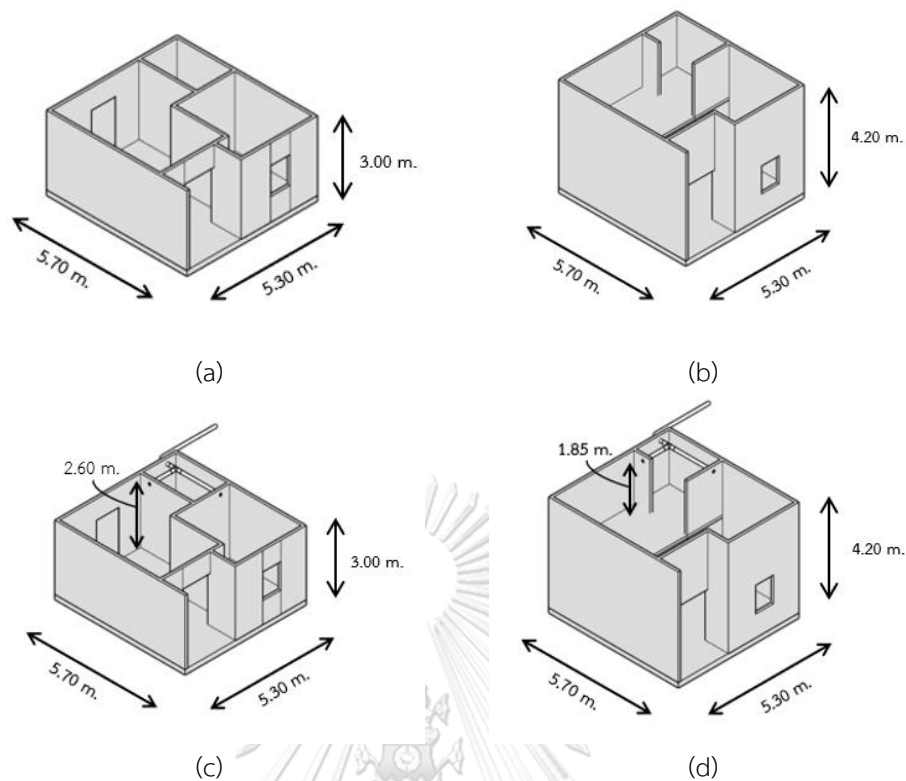 3.00 m.
5.70 m.
5.30 m.
(a)
4.20 m.
5.70 m.
5.30 m.
(b)
2.60 m.
3.00 m.
5.70 m.
5.30 m.
(c)
1.85 m.
4.20 m.
5.70 m.
5.30 m.
(d)